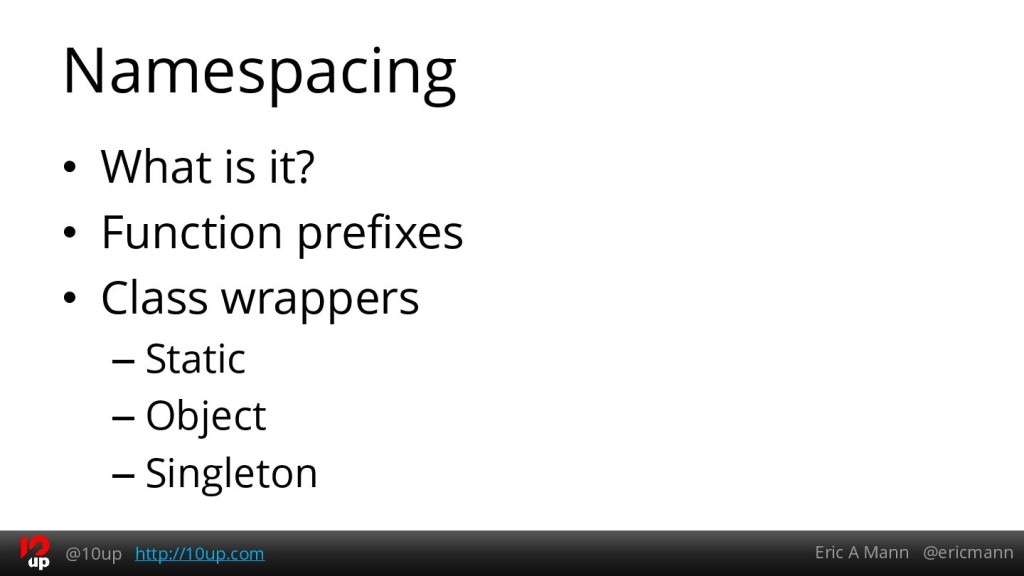 Namespacing
• What is it?
• Function prefixes
• Class wrappers
– Static
– Object
– Singleton
10up @10up http://10up.com Eric A Mann @ericmann